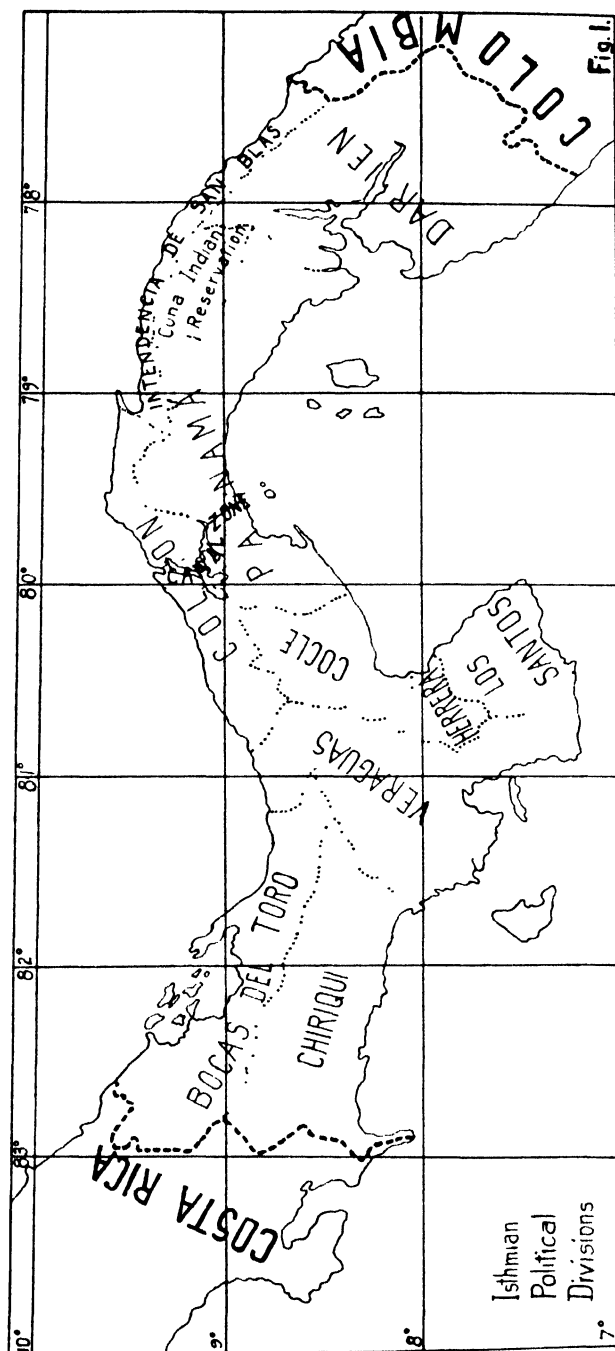 83°
82°
81°
80°
79°
78°
10°
9°
8°
7°
COSTA RICA
BOCAS DEL TORO
CHIRIQUI
VERAGUAS
COCLE
HERRERA
LOS
SANTOS
COLON
CANAL ZONE
PANAMA
INTENDENCIA DE SAN BLAS
Cuna Indian
Reservation
DARIEN
COLOMBIA
COLOMBIA
Isthmian
Political
Divisions
Fig.1.